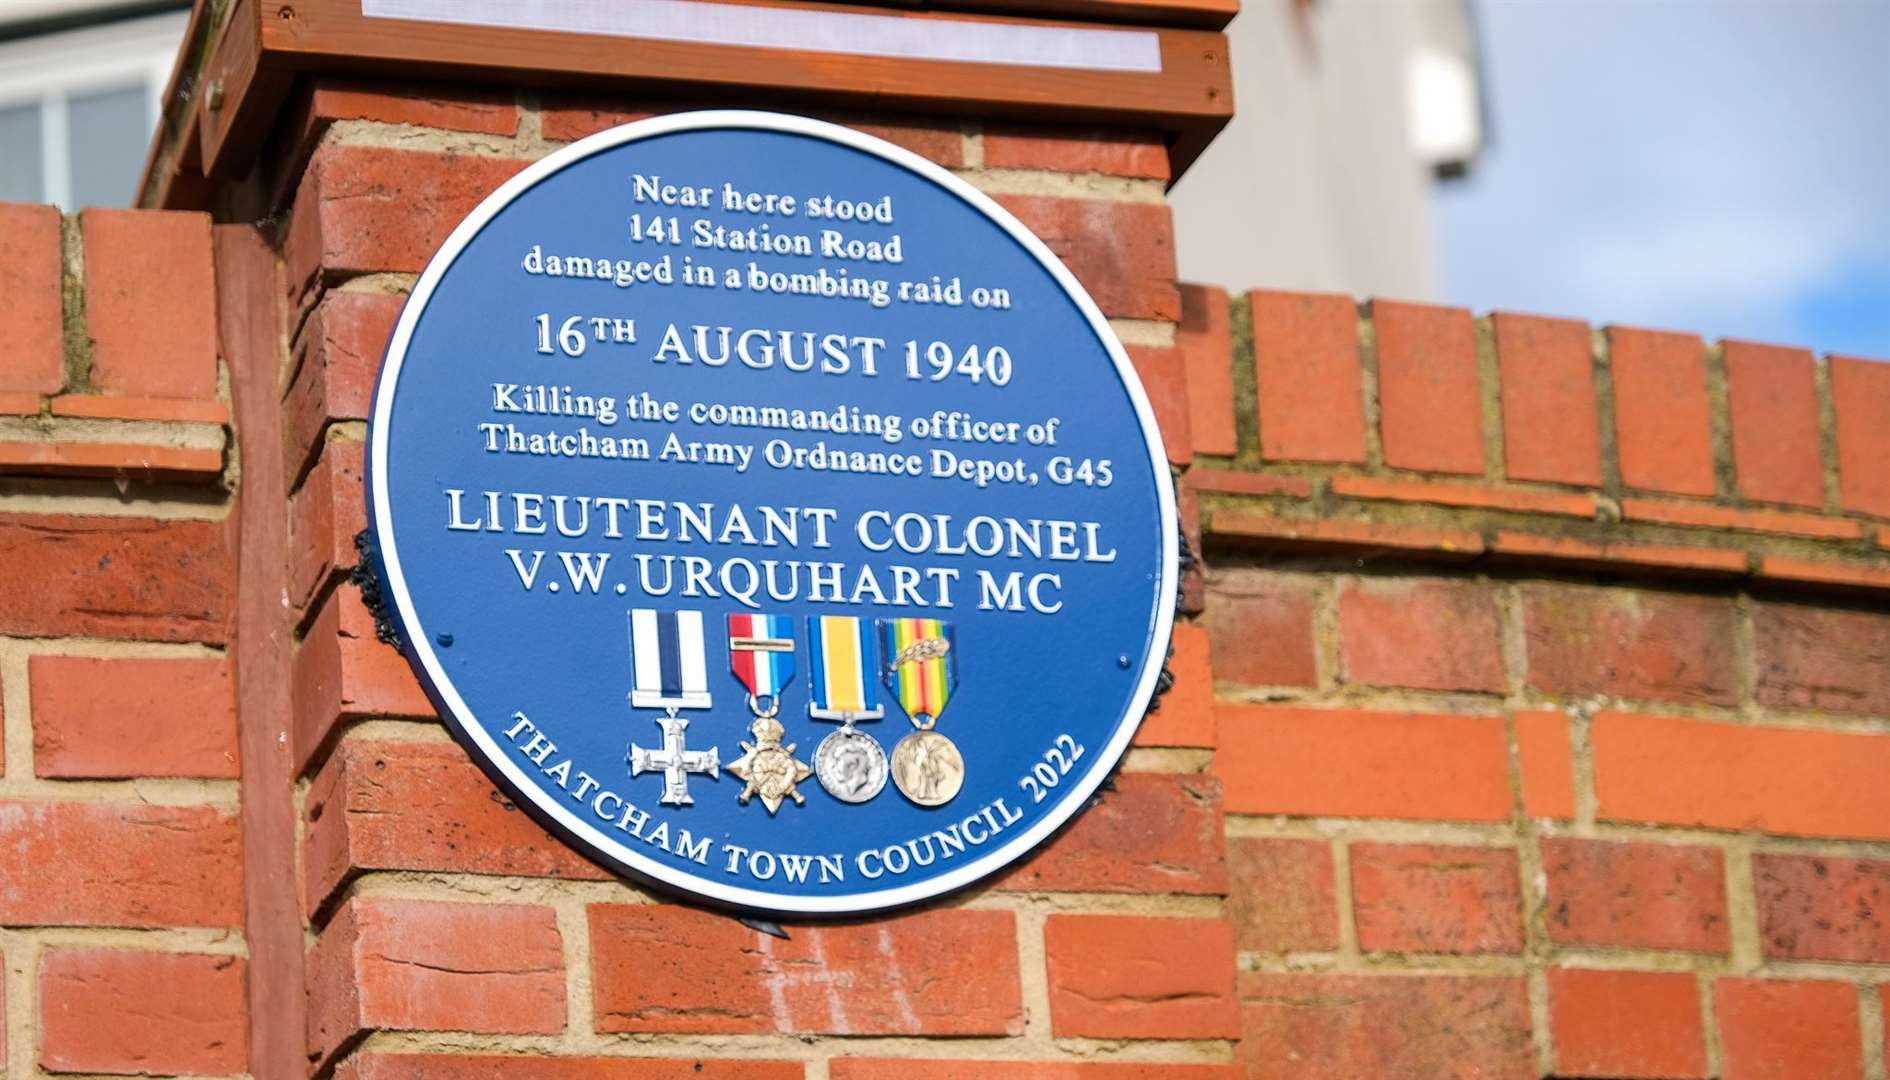 Near here stood
141 Station Road
damaged in a bombing raid on
16TH AUGUST 1940
Killing the commanding officer of
Thatcham Army Ordnance Depot, G45
LIEUTENANT COLONEL
V.W. URQUHART MC
THATCHAM TOWN COUNCIL 2022